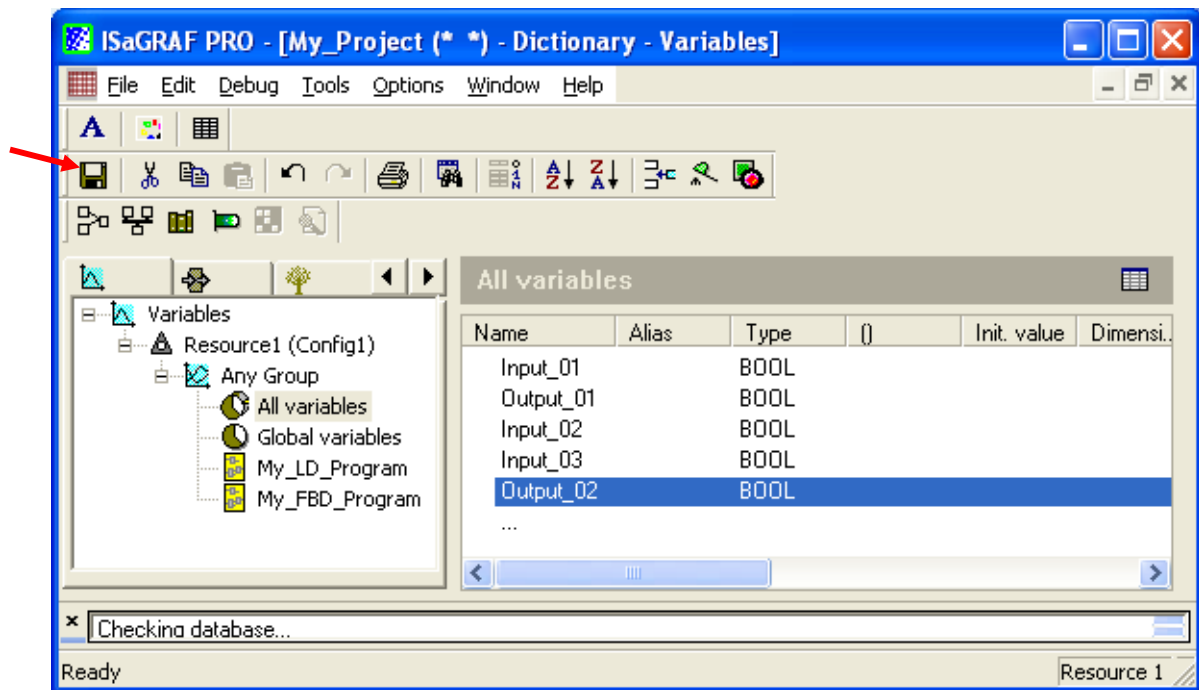 ISaGRAF PRO - [My_Project (* *) - Dictionary - Variables]
File Edit Debug Tools Options Window Help
All variables
Variables
Resource1 (Config1)
Any Group
All variables
Global variables
My_LD_Program
My_FBD_Program
Name Alias Type () Init. value Dimensi..
Input_01 BOOL
Output_01 BOOL
Input_02 BOOL
Input_03 BOOL
Output_02 BOOL
...
Checking database...
Ready Resource 1